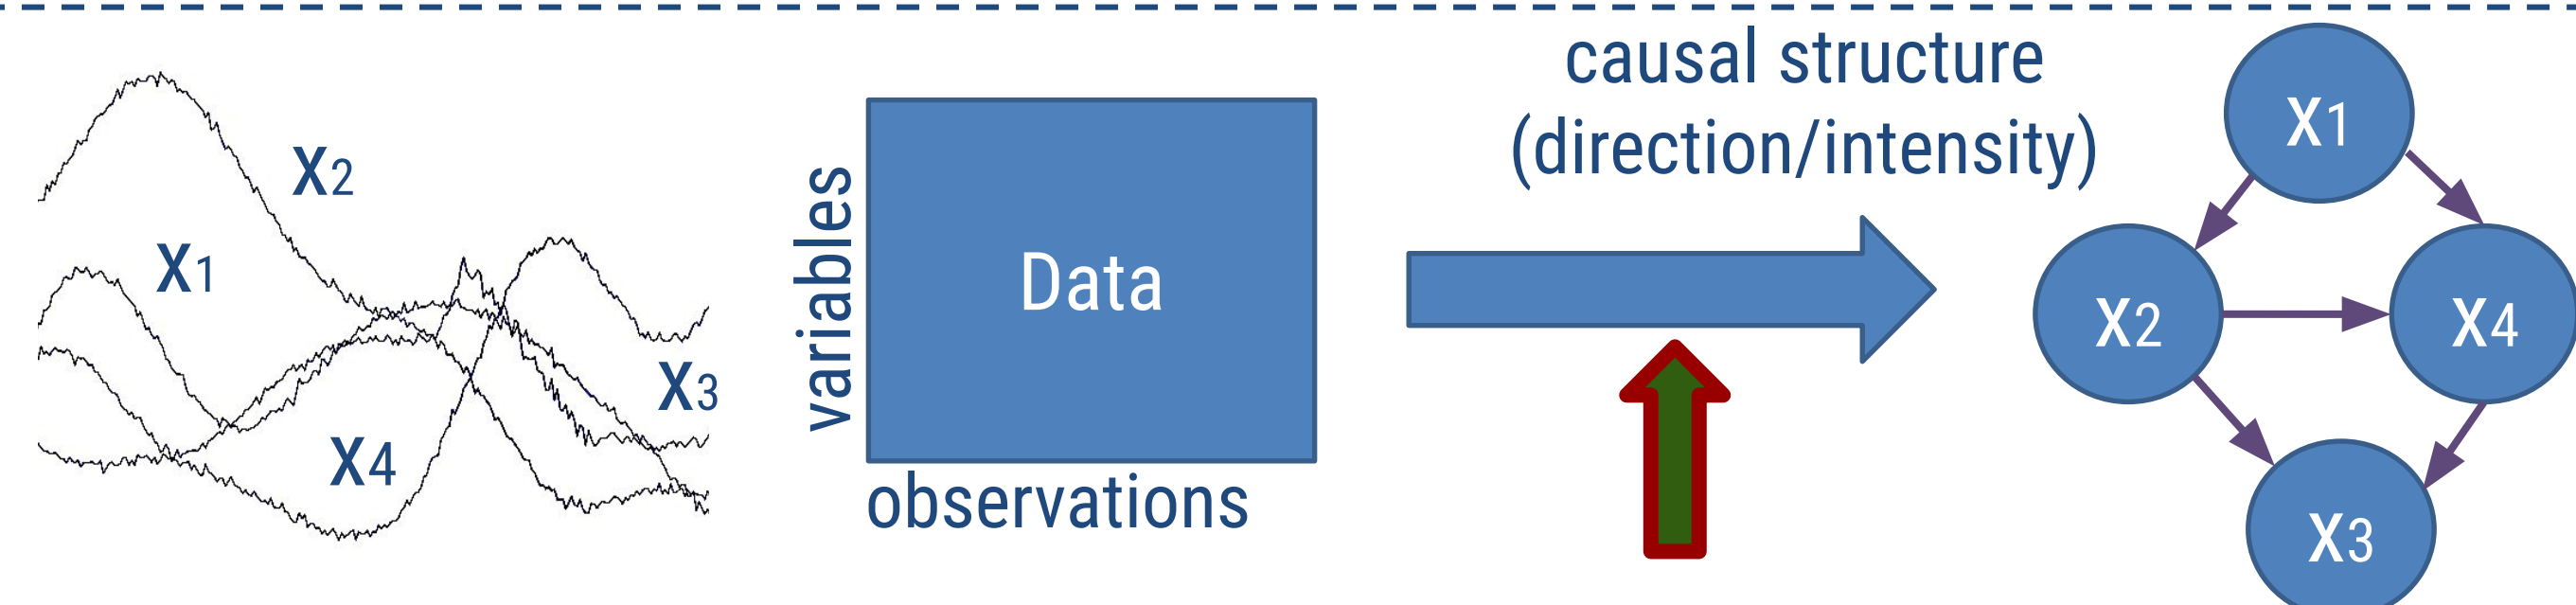 x2
x1
x4
x3
variables
Data
observations
causal structure
(direction/intensity)
x1
x2
x4
x3